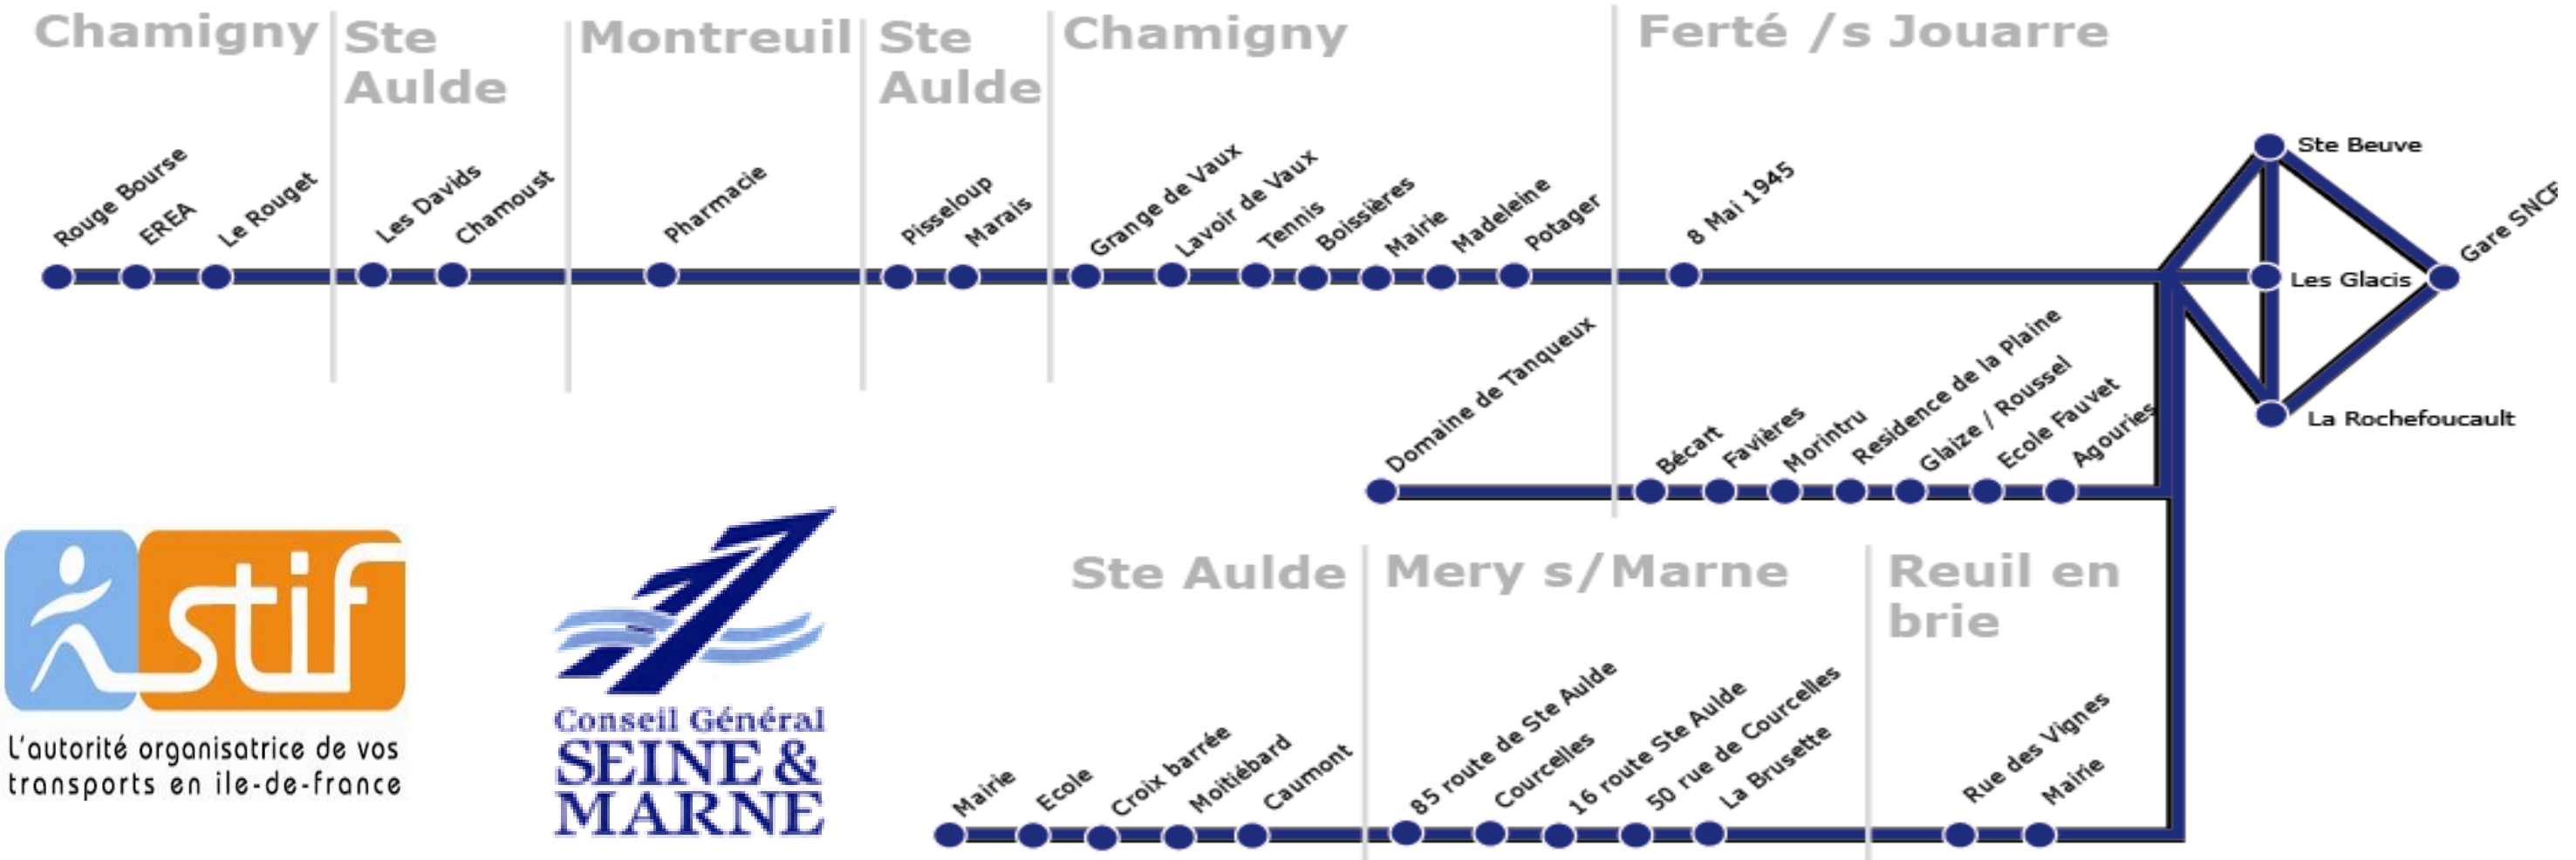 Chamigny
Ste
Aulde
Montreuil
Ste
Aulde
Chamigny
Ferté /s Jouarre
Rouge Bourse
EREA
Le Rouget
Les Davids
Chamoust
Pharmacie
Pisseloup
Marais
Grange de Vaux
Lavoir de Vaux
Tennis
Boissières
Mairie
Madeleine
Potager
8 Mai 1945
Ste Beuve
Les Glacis
Gare SNCF
La Rochefoucault
Domaine de Tanqueux
Bécart
Favières
Morintru
Residence de la Plaine
Glaize / Roussel
Ecole Fauvet
Agouries
Ste Aulde
Mery s/Marne
Reuil en
brie
Mairie
Ecole
Croix barrée
Moitiébard
Caumont
85 route de Ste Aulde
Courcelles
16 route Ste Aulde
50 rue de Courcelles
La Brusette
Rue des Vignes
Mairie
stif
L'autorité organisatrice de vos
transports en ile-de-france
Conseil Général
SEINE &
MARNE